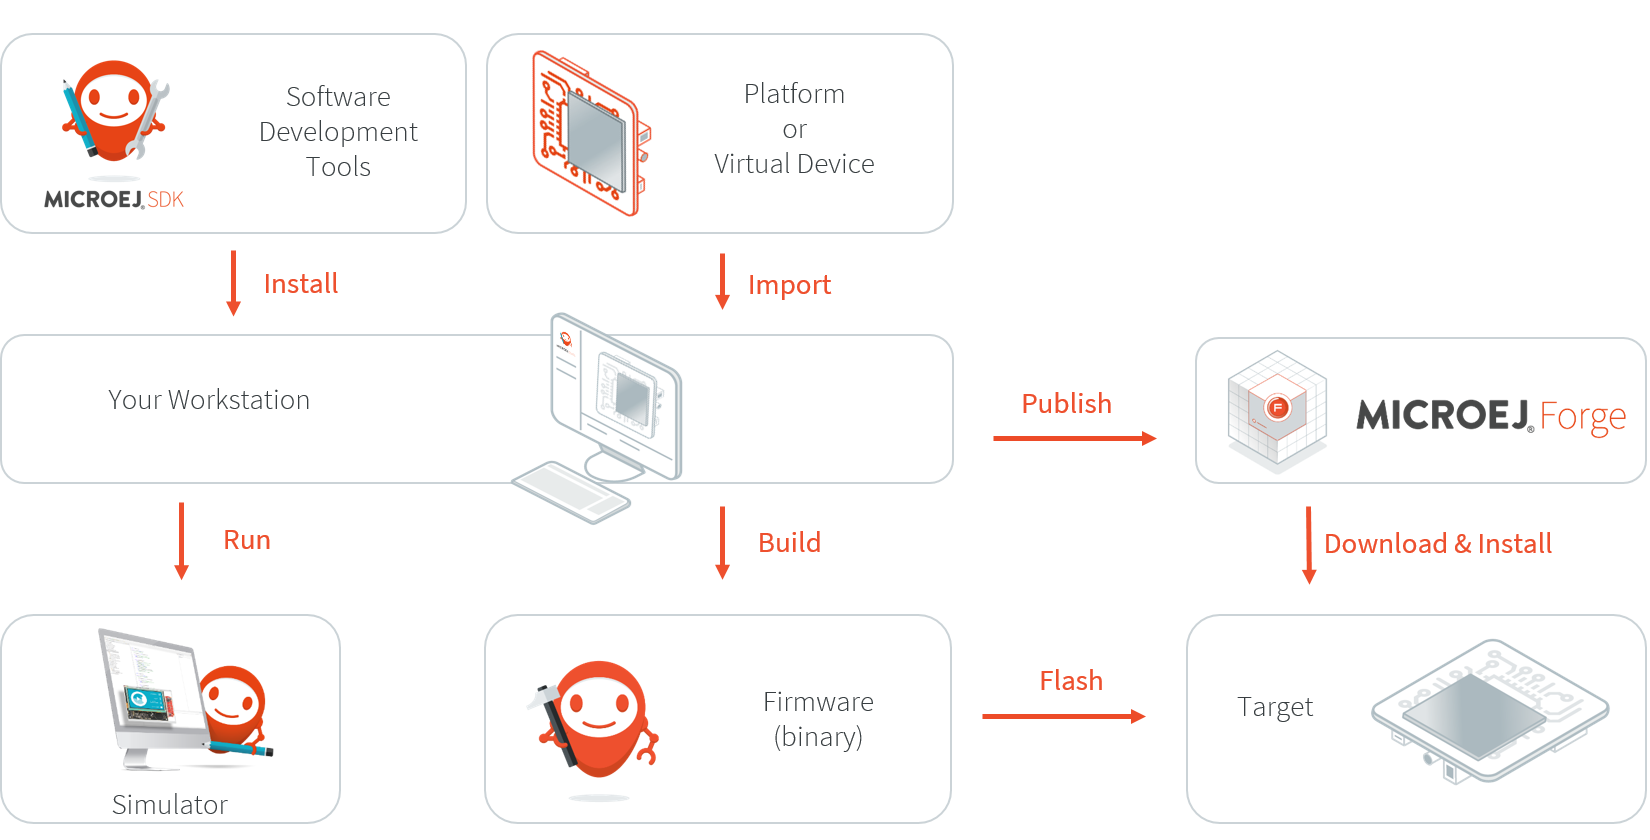 Software
Development
Tools
MICROEJ® SDK
Platform
or
Virtual Device
Install
Import
Your Workstation
Publish
F
MICROEJ® Forge
Run
Build
Download & Install
Simulator
Firmware
(binary)
Flash
Target